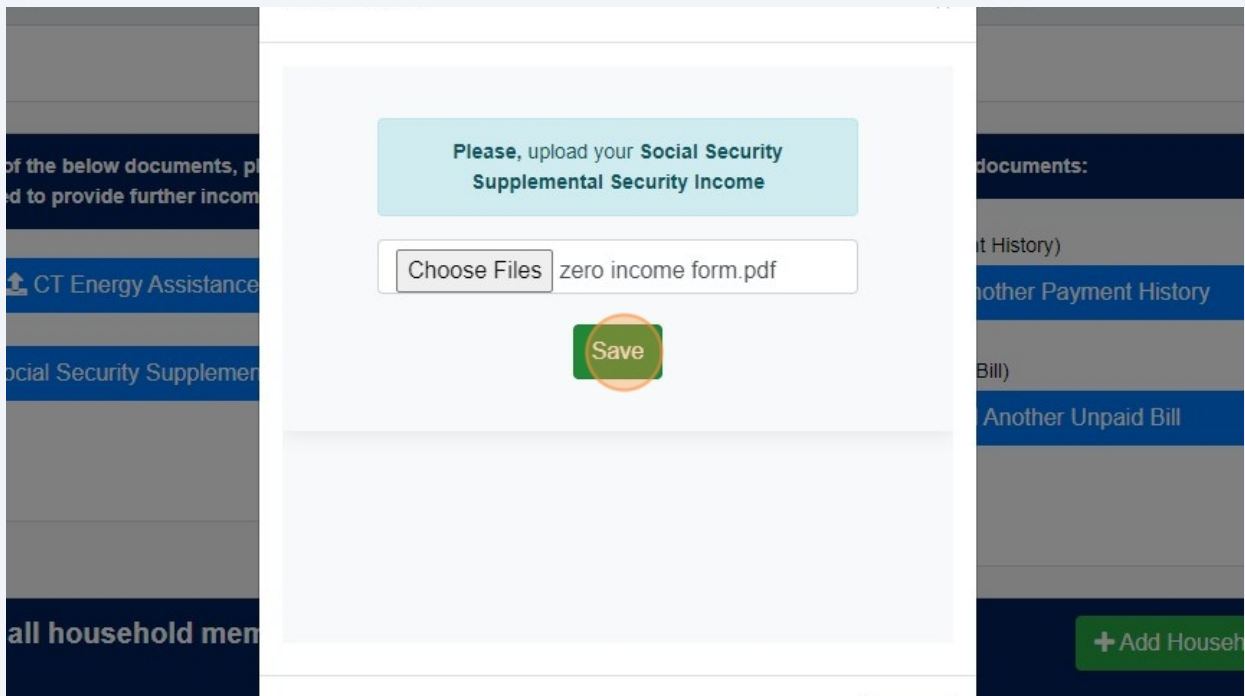 of the below documents, pl
ed to provide further incom
CT Energy Assistance
ocial Security Supplemen
all household mem
Please, upload your Social Security
Supplemental Security Income
Choose Files zero income form.pdf
Save
documents:
t History)
nother Payment History
Bill)
Another Unpaid Bill
Add Househ